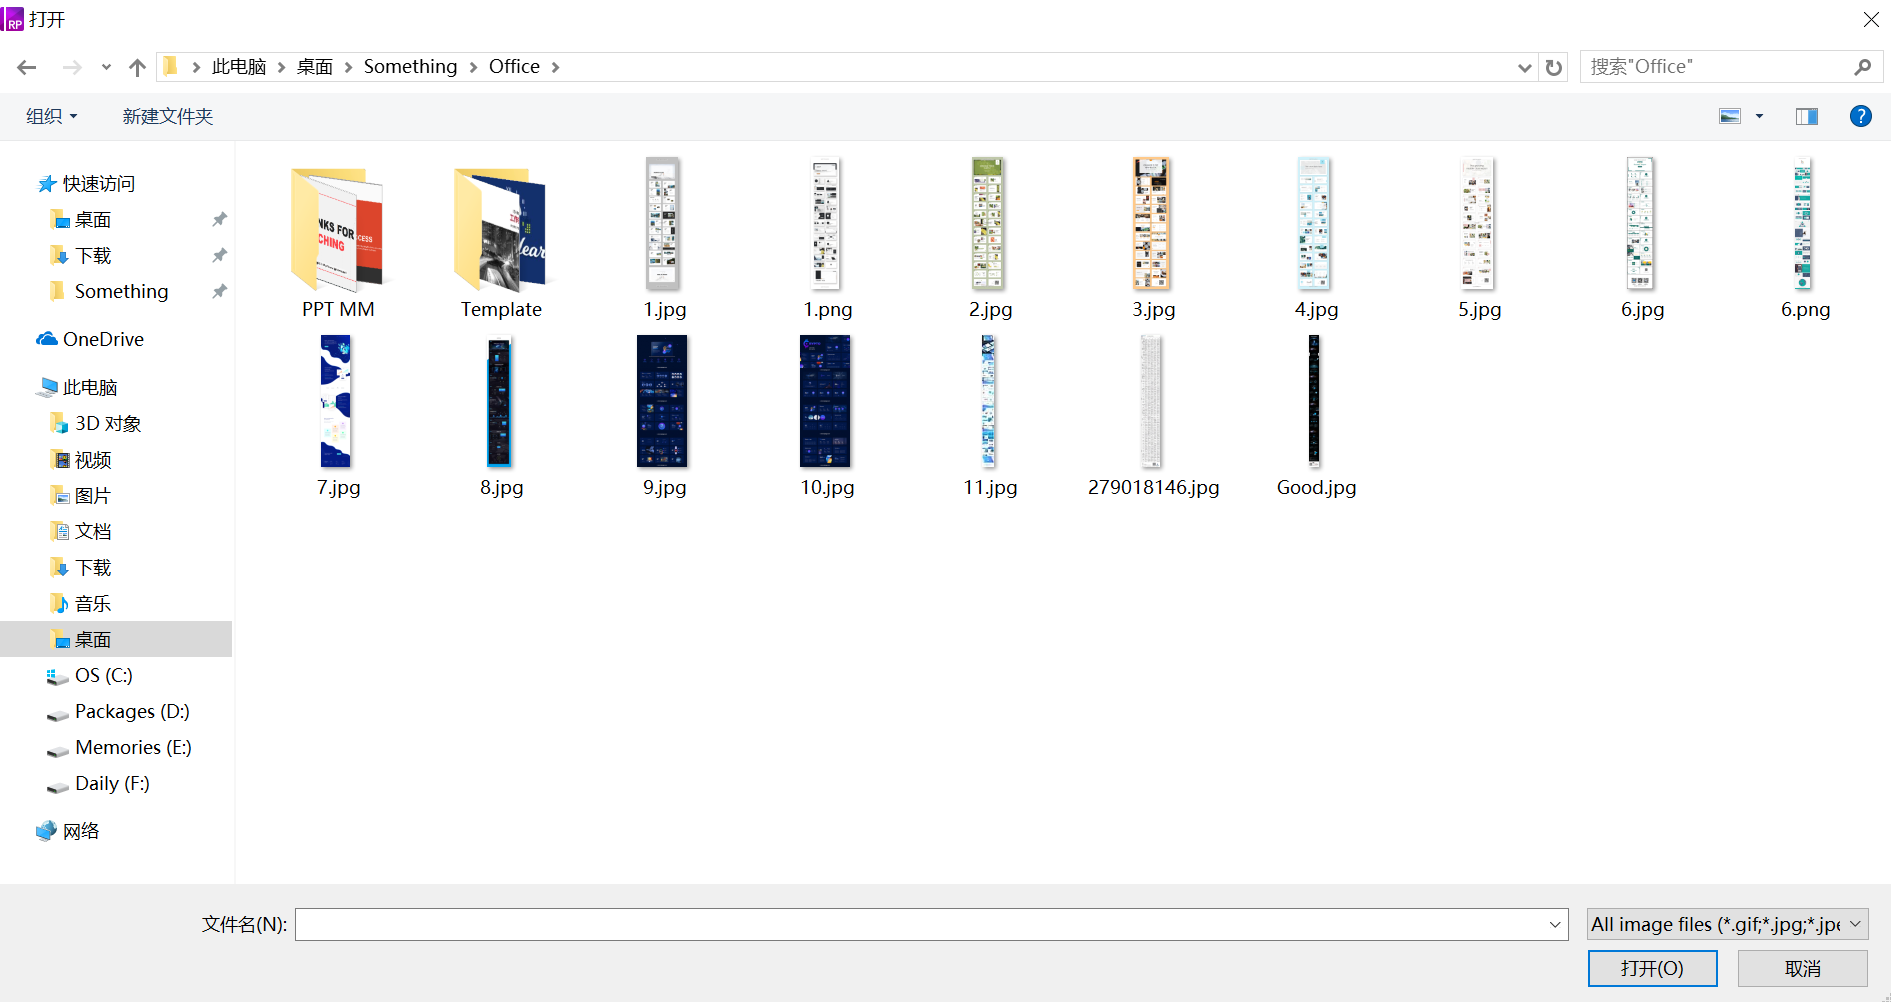 RP 打开
此电脑 桌面 Something Office
搜索"Office"
组织 新建文件夹
?
快速访问
桌面
下载
Something
OneDrive
此电脑
3D 对象
视频
图片
文档
下载
音乐
桌面
OS (C:)
Packages (D:)
Memories (E:)
Daily (F:)
网络
NKS FOR
CHING
CESS
PPT MM
Template
1.jpg
1.png
2.jpg
3.jpg
4.jpg
5.jpg
6.jpg
6.png
7.jpg
8.jpg
9.jpg
10.jpg
11.jpg
279018146.jpg
Good.jpg
文件名(N):
All image files (*.gif;*.jpg;*.jpe
打开(O)
取消